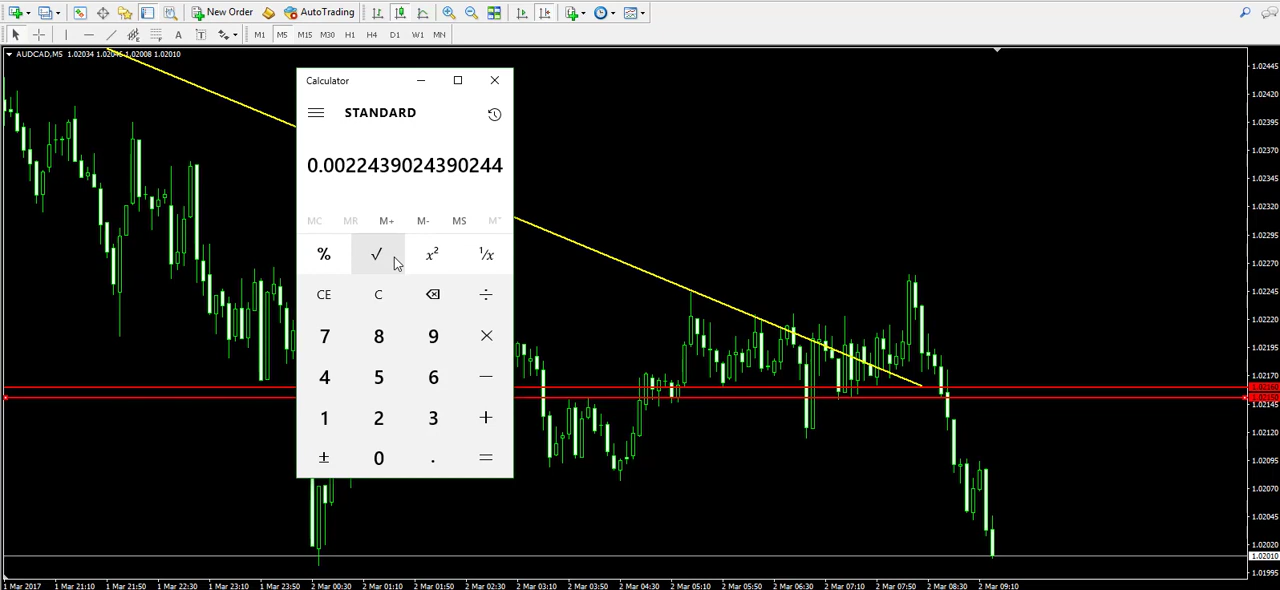 New Order AutoTrading
A T M1 M5 M15 M30 H1 H4 D1 W1 MN
AUDCAD,M5 1.02034 1.02008 1.02010
Calculator
STANDARD
0.0022439024390244
MC MR M+ M- MS M˅
% √ x² ¹/x
CE C ÷
7 8 9 ×
4 5 6 −
1 2 3 +
± 0 . =
1.02445
1.02420
1.02395
1.02370
1.02345
1.02320
1.02295
1.02270
1.02245
1.02220
1.02195
1.02170
1.02160
1.02150
1.02145
1.02120
1.02095
1.02070
1.02045
1.02020
1.02010
1.01995
1 Mar 2017 1 Mar 21:10 1 Mar 21:50 1 Mar 22:30 1 Mar 23:10 1 Mar 23:50 2 Mar 00:30 2 Mar 01:10 2 Mar 01:50 2 Mar 02:30 2 Mar 03:10 2 Mar 03:50 2 Mar 04:30 2 Mar 05:10 2 Mar 05:50 2 Mar 06:30 2 Mar 07:10 2 Mar 07:50 2 Mar 08:30 2 Mar 09:10